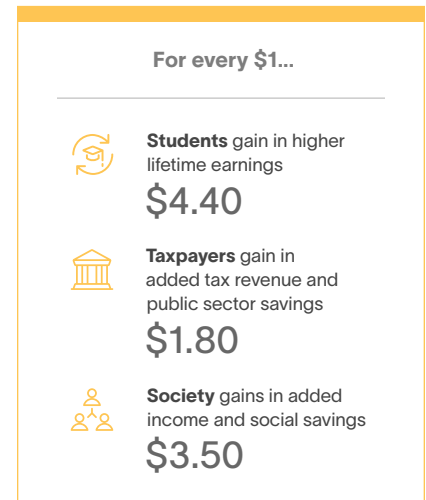 For every $1...
Students gain in higher
lifetime earnings
$4.40
Taxpayers gain in
added tax revenue and
public sector savings
$1.80
Society gains in added
income and social savings
$3.50